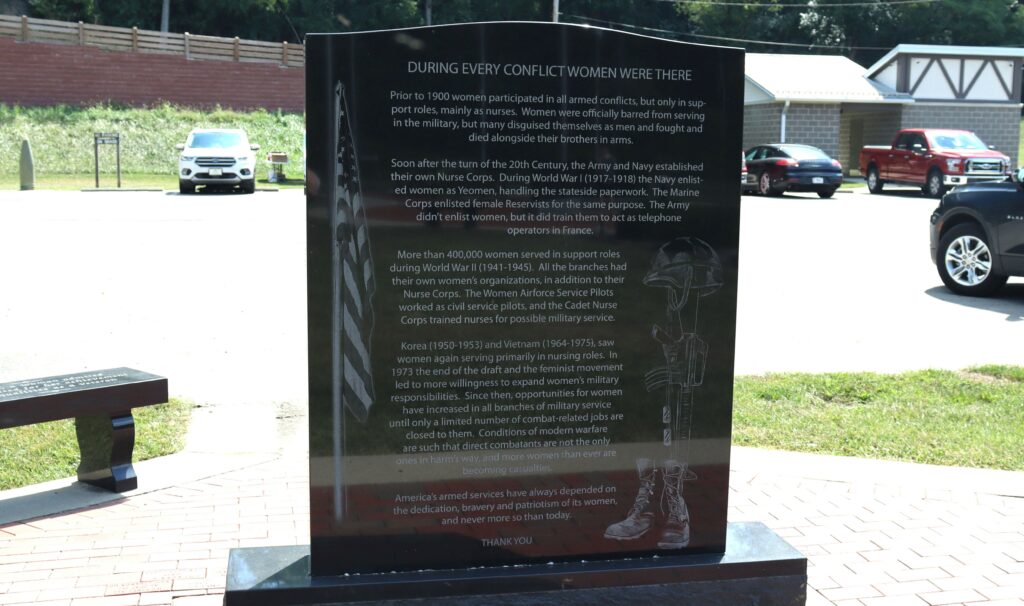 DURING EVERY CONFLICT WOMEN WERE THERE
Prior to 1900 women participated in all armed conflicts, but only in sup-
port roles, mainly as nurses. Women were officially barred from serving
in the military, but many disguised themselves as men and fought and
died alongside their brothers in arms.
Soon after the turn of the 20th Century, the Army and Navy established
their own Nurse Corps. During World War I (1917-1918) the Navy enlist-
ed women as Yeomen, handling the stateside paperwork. The Marine
Corps enlisted female Reservists for the same purpose. The Army
didn't enlist women, but it did train them to act as telephone
operators in France.
More than 400,000 women served in support roles
during World War II (1941-1945). All the branches had
their own women's organizations, in addition to their
Nurse Corps. The Women Airforce Service Pilots
worked as civil service pilots, and the Cadet Nurse
Corps trained nurses for possible military service.
Korea (1950-1953) and Vietnam (1964-1975), saw
women again serving primarily in nursing roles. In
1973 the end of the draft and the feminist movement
led to more willingness to expand women's military
responsibilities. Since then, opportunities for women
have increased in all branches of military service
until only a limited number of combat-related jobs are
closed to them. Conditions of modern warfare
are such that direct combatants are not the only
ones in harm's way, and more women than ever are
becoming casualties.
America's armed services have always depended on
the dedication, bravery and patriotism of its women,
and never more so than today.
THANK YOU